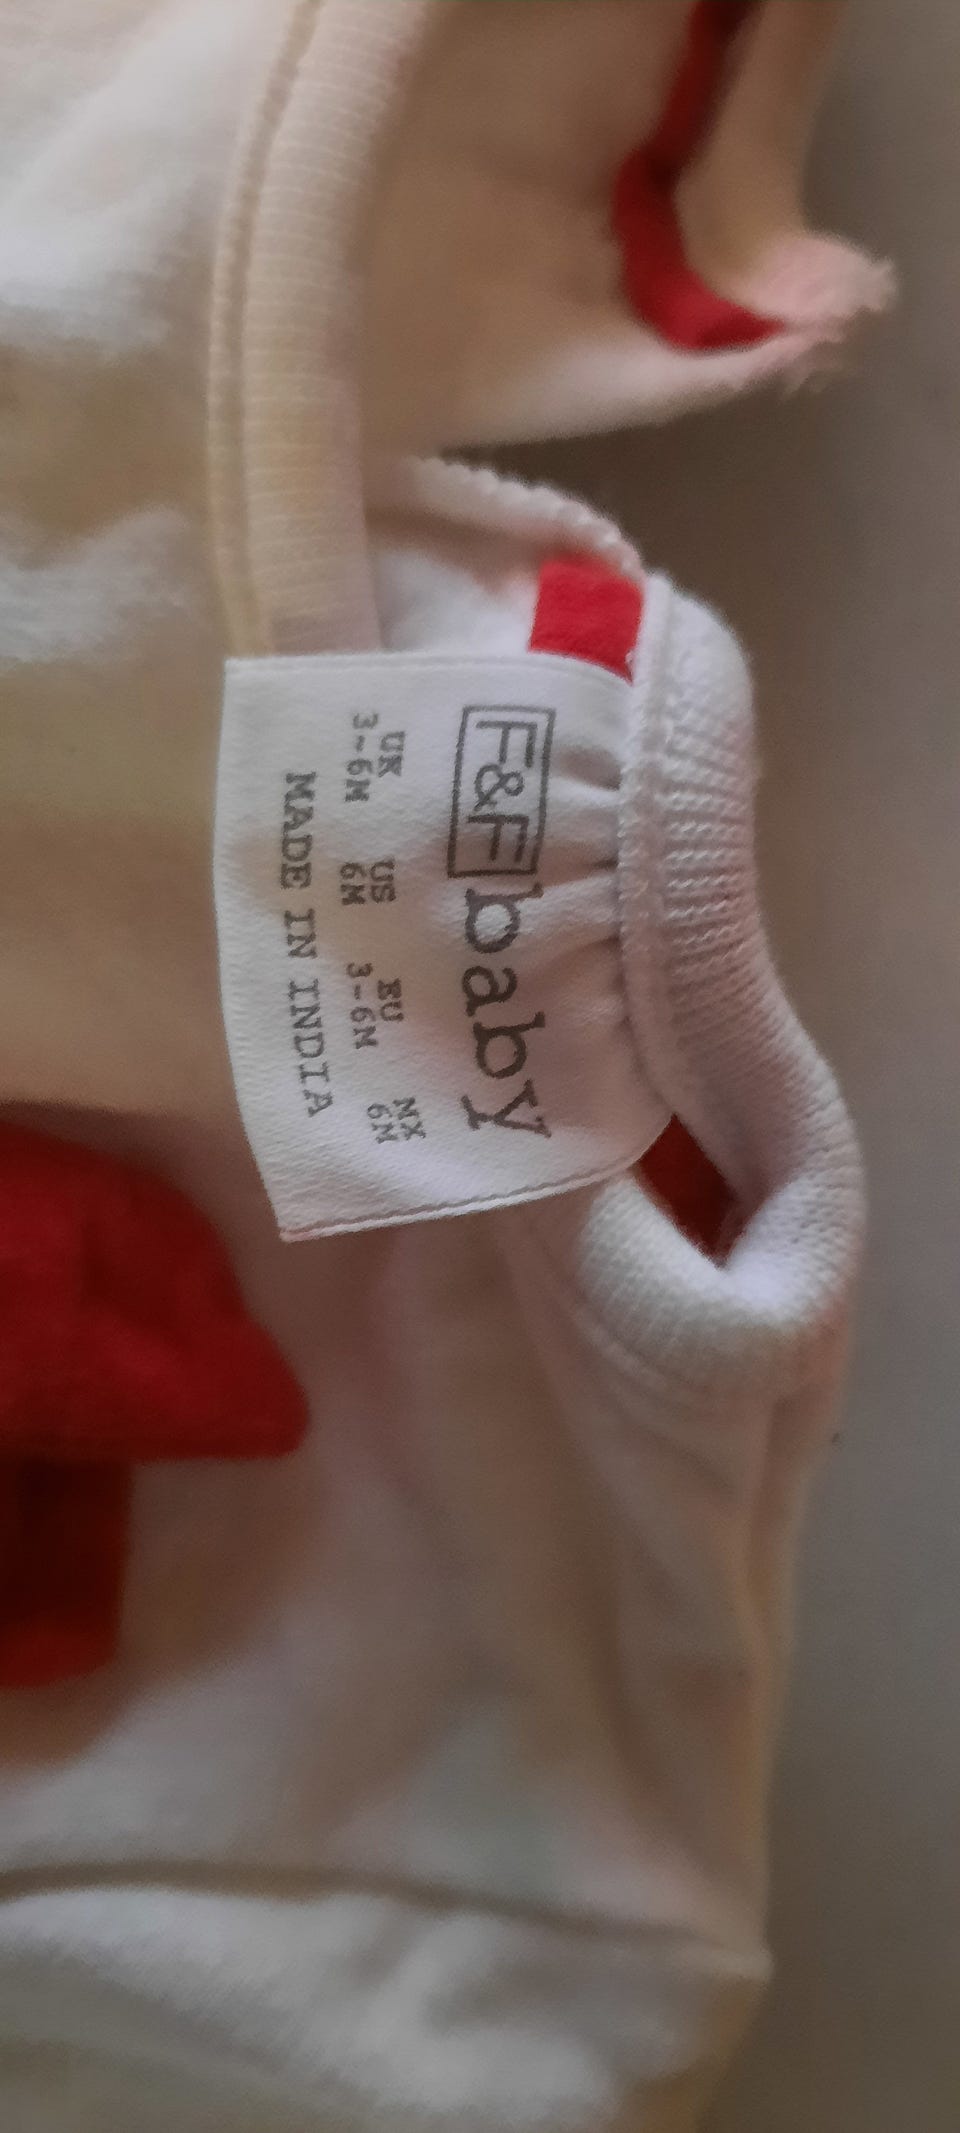 F&F baby
UK US EU MX
3-6M 6M 3-6M 6M
MADE IN INDIA